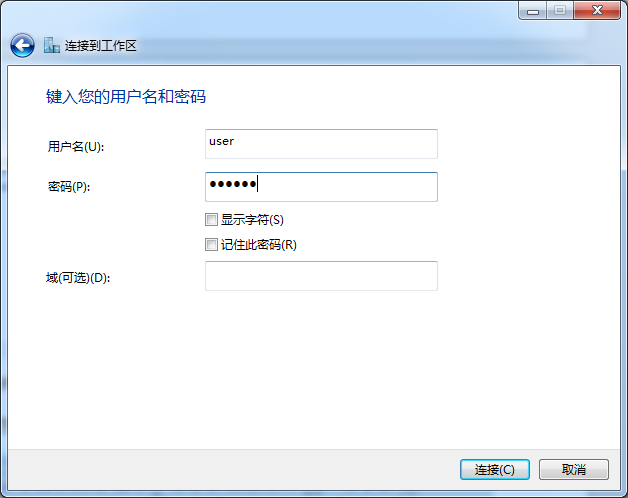 连接到工作区
键入您的用户名和密码
用户名(U):
user
密码(P):
●●●●●●
显示字符(S)
记住此密码(R)
域(可选)(D):
连接(C)
取消